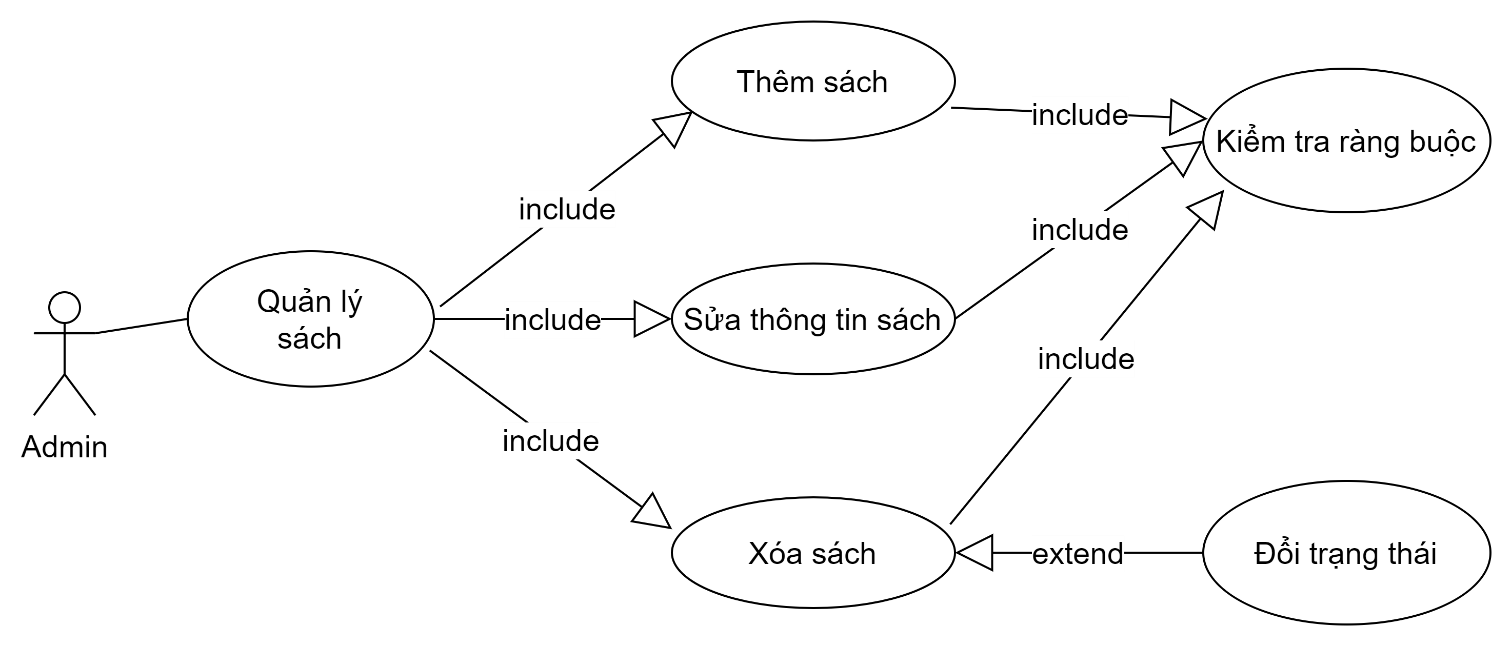 Thêm sách
include
Kiểm tra ràng buộc
include
include
Quản lý
sách
include
Sửa thông tin sách
include
Admin
include
Xóa sách
extend
Đổi trạng thái